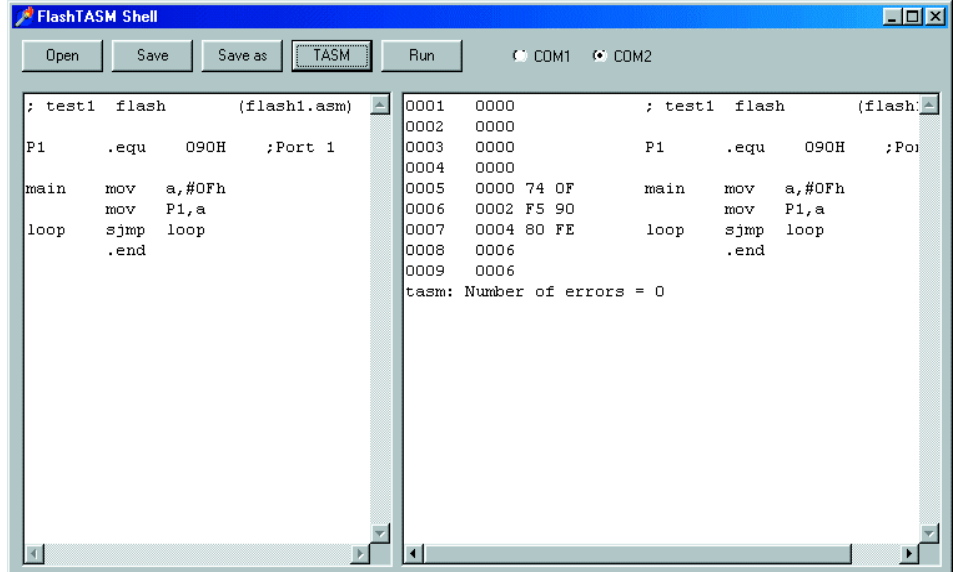 FlashTASM Shell
Open Save Save as TASM Run COM1 COM2
; test1 flash (flash1.asm)
P1 .equ 090H ;Port 1
main mov a,#0Fh
mov P1,a
loop sjmp loop
.end
0001 0000 ; test1 flash (flash
0002 0000
0003 0000 P1 .equ 090H ;Por
0004 0000
0005 0000 74 0F main mov a,#0Fh
0006 0002 F5 90 mov P1,a
0007 0004 80 FE loop sjmp loop
0008 0006 .end
0009 0006
tasm: Number of errors = 0